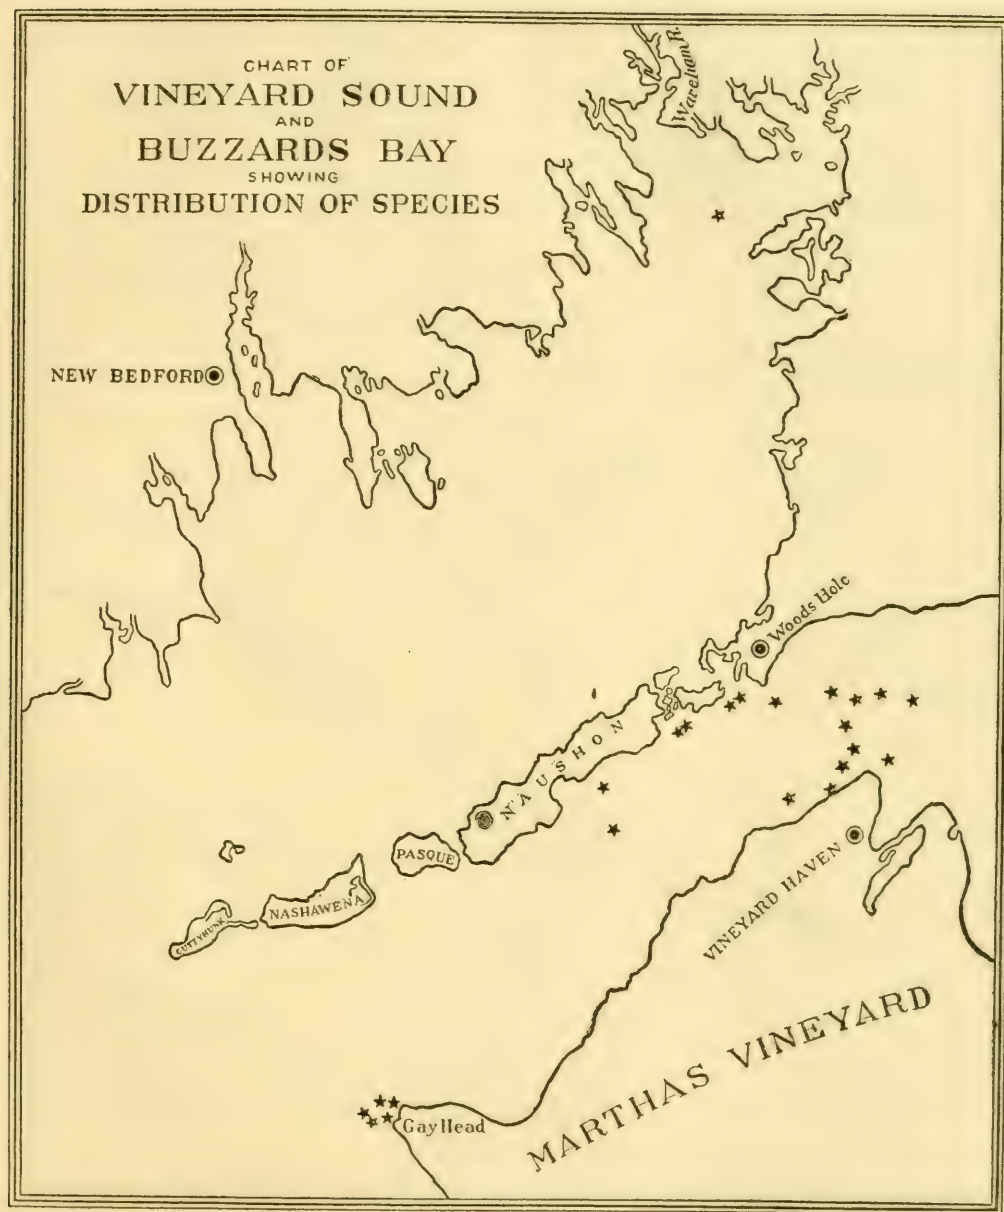 CHART OF
VINEYARD SOUND
AND
BUZZARDS BAY
SHOWING
DISTRIBUTION OF SPECIES
Wareham R.
NEW BEDFORD
Woods Hole
NAUSHON
PASQUE
NASHAWENA
CUTTYHUNK
VINEYARD HAVEN
MARTHAS VINEYARD
Gay Head